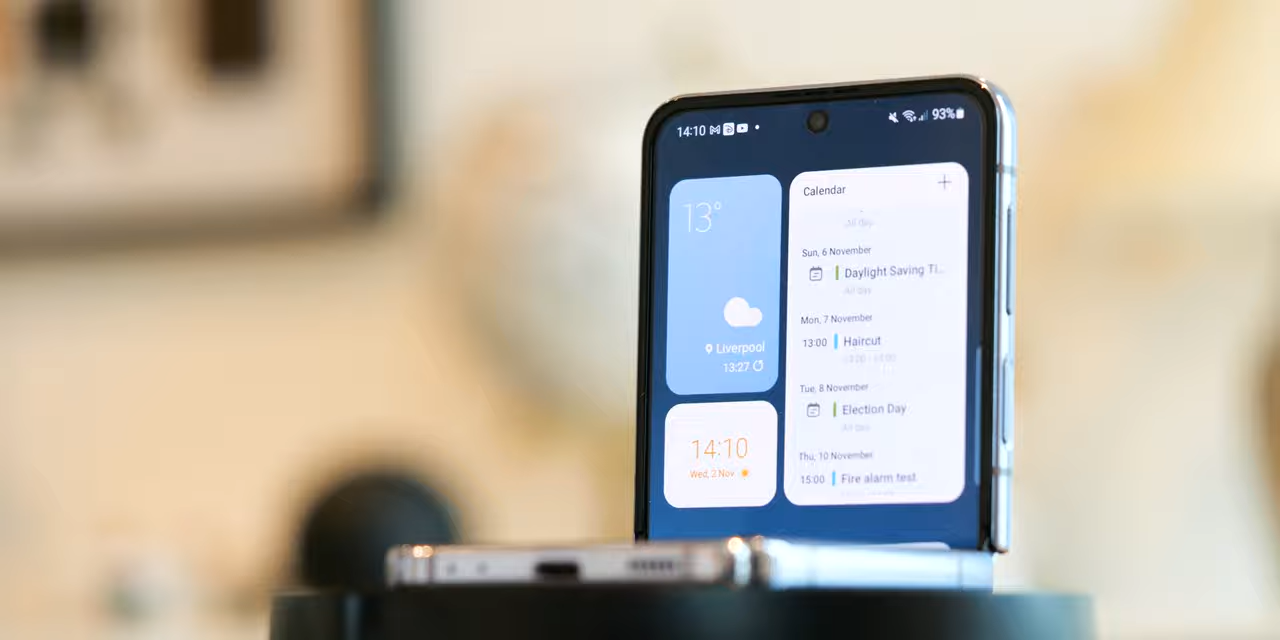 14:10
93%
13°
Liverpool
13:27
14:10
Wed, 2 Nov
Calendar
All day
Sun, 6 November
Daylight Saving Ti...
All day
Mon, 7 November
13:00 Haircut
Tue, 8 November
Election Day
All day
Thu, 10 November
15:00 Fire alarm test